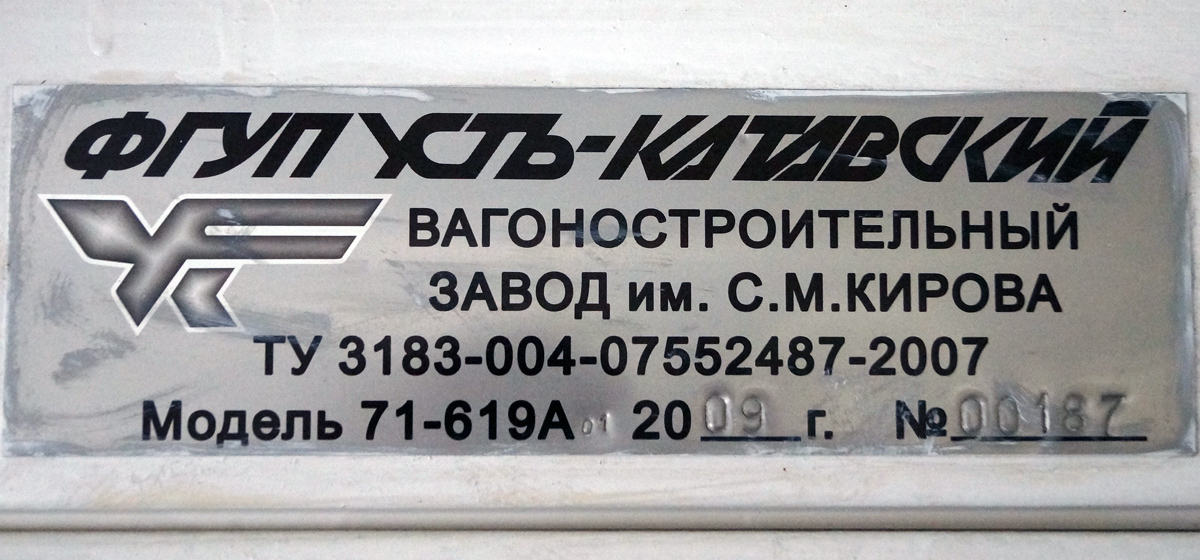 ФГУП УСТЬ-КАТАВСКИЙ
ВАГОНОСТРОИТЕЛЬНЫЙ
ЗАВОД им. С.М.КИРОВА
ТУ 3183-004-07552487-2007
Модель 71-619А 01 2009 г. №00187